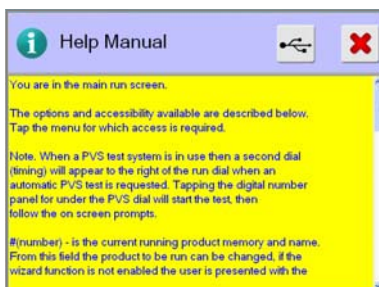 Help Manual
You are in the main run screen.
The options and accessibility available are described below.
Tap the menu for which access is required.
Note. When a PVS test system is in use then a second dial
(timing) will appear to the right of the run dial when an
automatic PVS test is requested. Tapping the digital number
panel for under the PVS dial will start the test, then
follow the on screen prompts.
#(number) - is the current running product memory and name.
From this field the product to be run can be changed, if the
wizard function is not enabled the user is presented with the